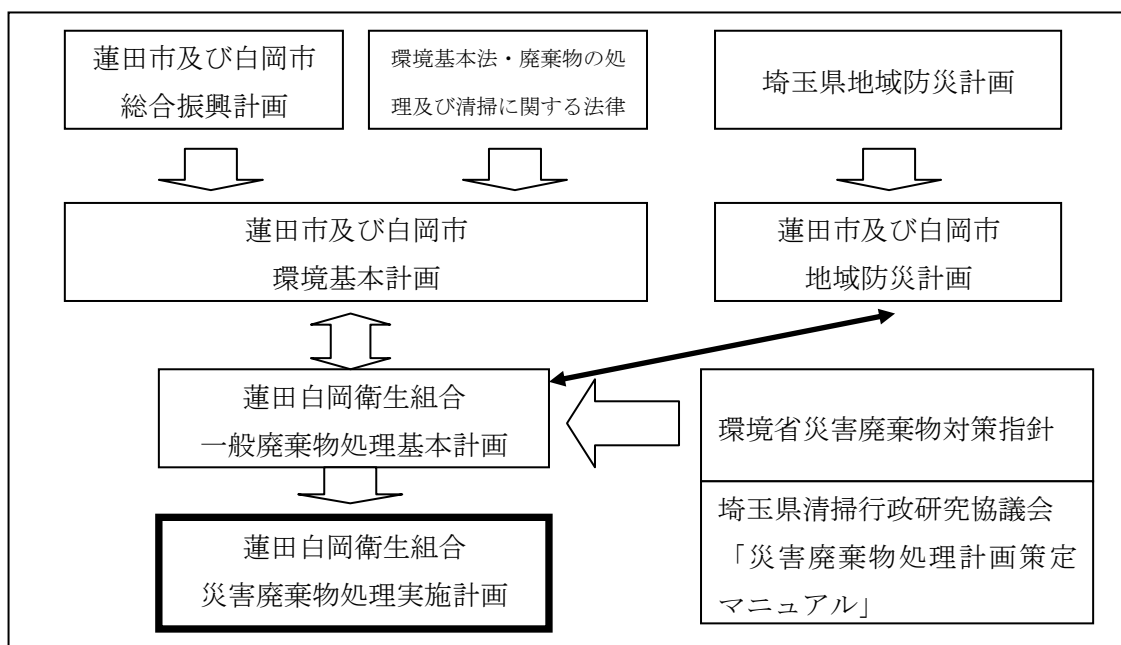 蓮田市及び白岡市
総合振興計画
環境基本法・廃棄物の処
理及び清掃に関する法律
埼玉県地域防災計画
蓮田市及び白岡市
環境基本計画
蓮田市及び白岡市
地域防災計画
蓮田白岡衛生組合
一般廃棄物処理基本計画
環境省災害廃棄物対策指針
埼玉県清掃行政研究協議会
「災害廃棄物処理計画策定
マニュアル」
蓮田白岡衛生組合
災害廃棄物処理実施計画